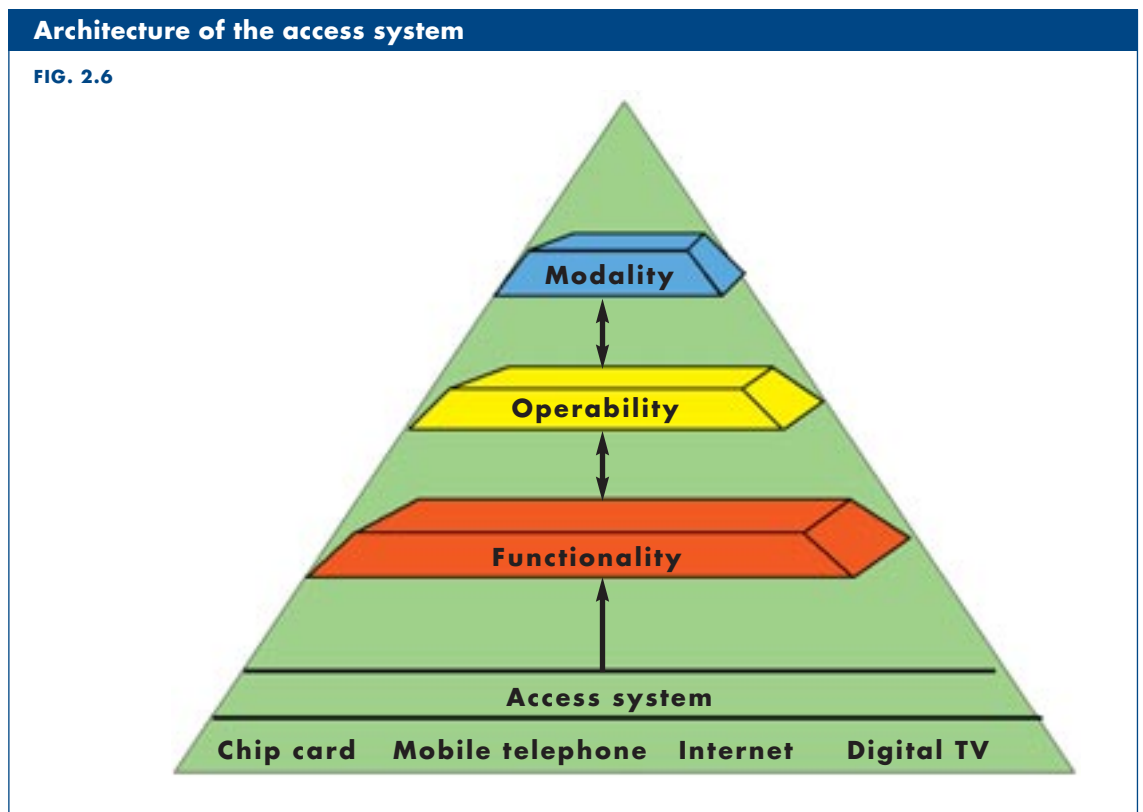 Architecture of the access system
FIG. 2.6
Modality
Operability
Functionality
Access system
Chip card Mobile telephone Internet Digital TV